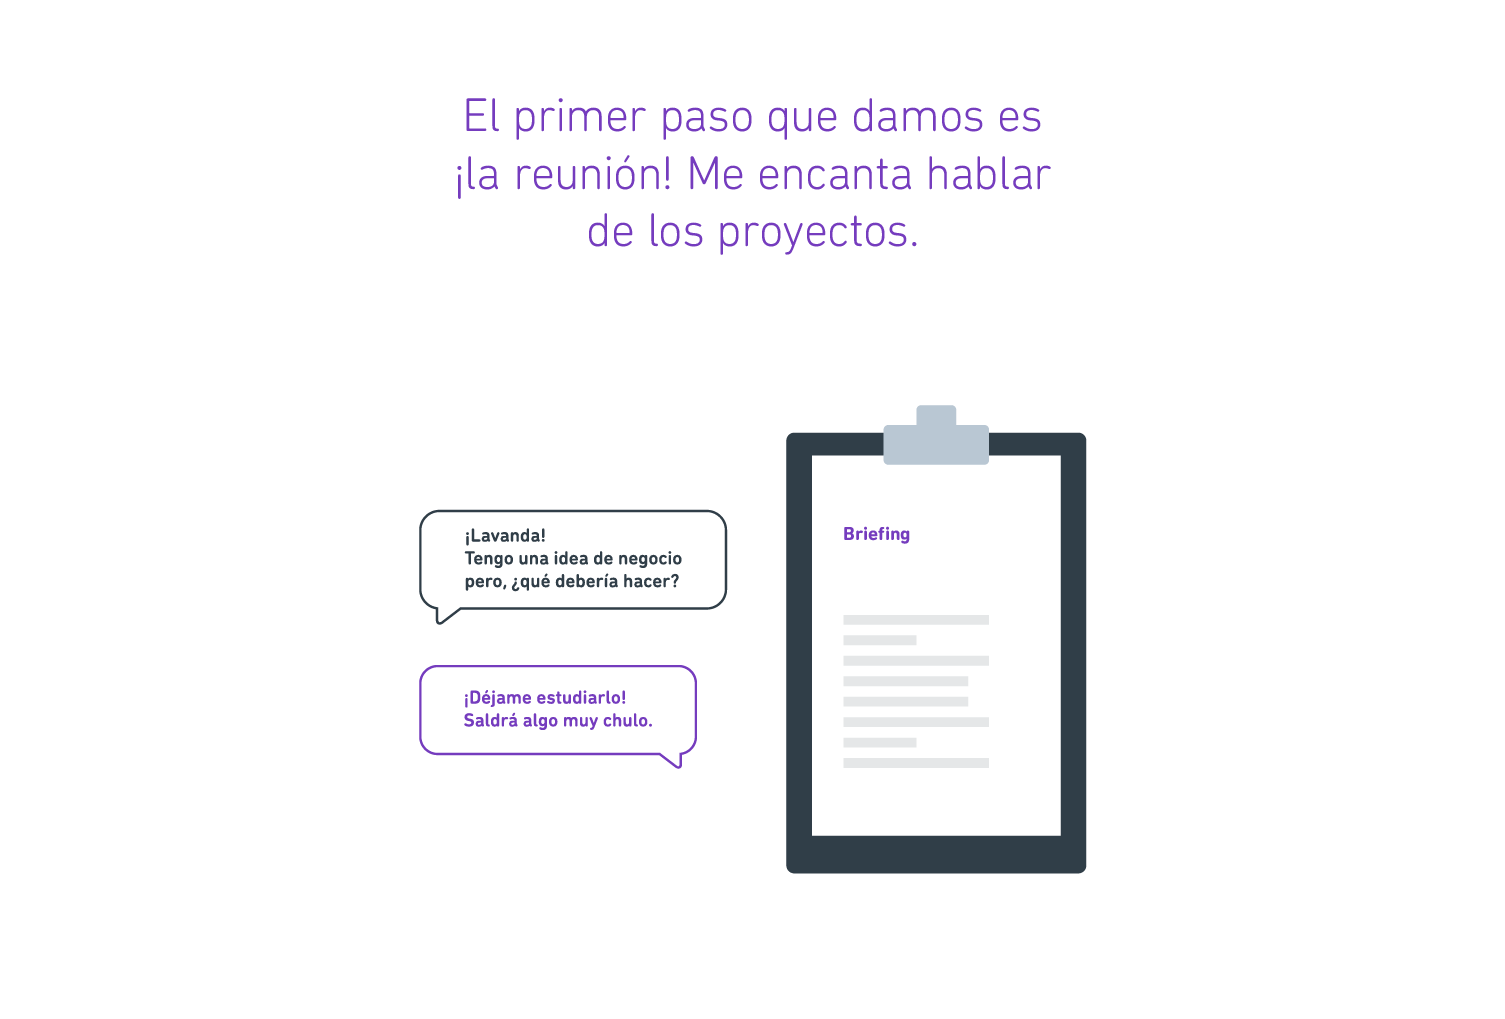 El primer paso que damos es
¡la reunión! Me encanta hablar
de los proyectos.
¡Lavanda!
Tengo una idea de negocio
pero, ¿qué debería hacer?
¡Déjame estudiarlo!
Saldrá algo muy chulo.
Briefing